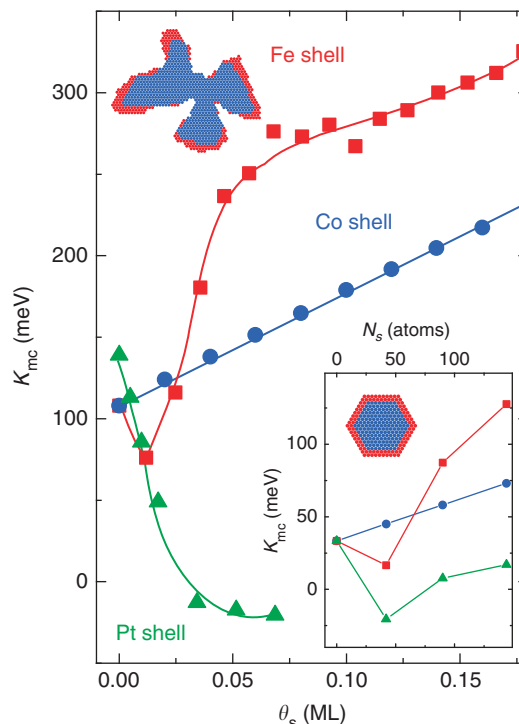 Fe shell
Co shell
Pt shell
400
300
200
100
0
K_mc (meV)
0.00
0.05
0.10
0.15
θ_s (ML)
N_s (atoms)
0
50
100
100
50
0
K_mc (meV)